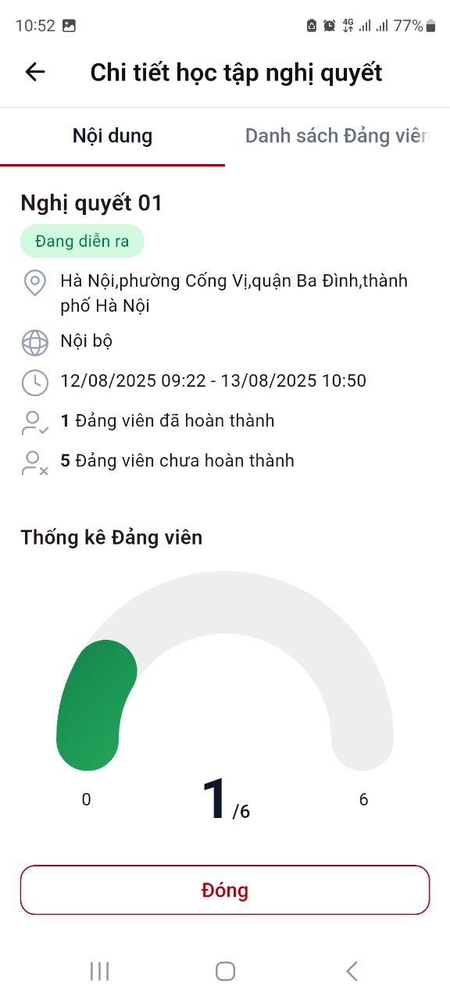 10:52
4G 77%
Chi tiết học tập nghị quyết
Nội dung
Danh sách Đảng viên
Nghị quyết 01
Đang diễn ra
Hà Nội,phường Cống Vị,quận Ba Đình,thành
phố Hà Nội
Nội bộ
12/08/2025 09:22 - 13/08/2025 10:50
1 Đảng viên đã hoàn thành
5 Đảng viên chưa hoàn thành
Thống kê Đảng viên
0
1/6
6
Đóng